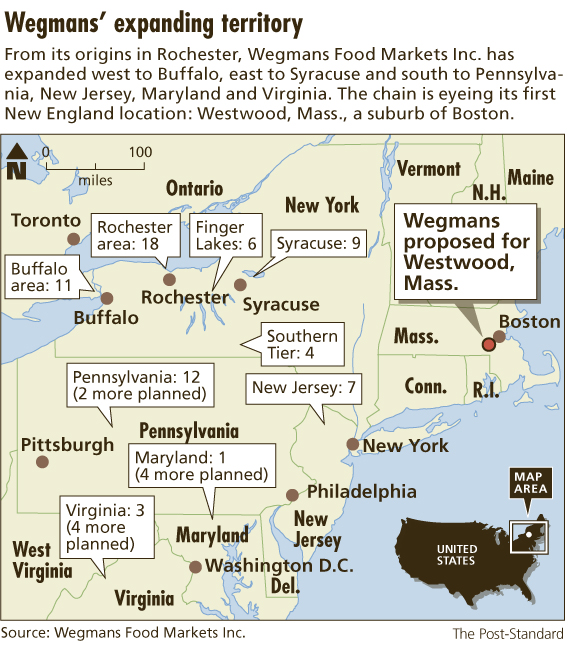 Wegmans' expanding territory
From its origins in Rochester, Wegmans Food Markets Inc. has
expanded west to Buffalo, east to Syracuse and south to Pennsylva-
nia, New Jersey, Maryland and Virginia. The chain is eyeing its first
New England location: Westwood, Mass., a suburb of Boston.
N
0
100
miles
Ontario
New York
Vermont
N.H.
Maine
Toronto
Rochester
area: 18
Finger
Lakes: 6
Syracuse: 9
Wegmans
proposed for
Westwood,
Mass.
Buffalo
area: 11
Buffalo
Rochester
Syracuse
Boston
Southern
Tier: 4
Mass.
Conn.
R.I.
Pennsylvania: 12
(2 more planned)
New Jersey: 7
Pennsylvania
Pittsburgh
Maryland: 1
(4 more planned)
New York
Philadelphia
MAP
AREA
Virginia: 3
(4 more
planned)
Maryland
New
Jersey
UNITED
STATES
West
Virginia
Washington D.C.
Del.
Virginia
Source: Wegmans Food Markets Inc.
The Post-Standard